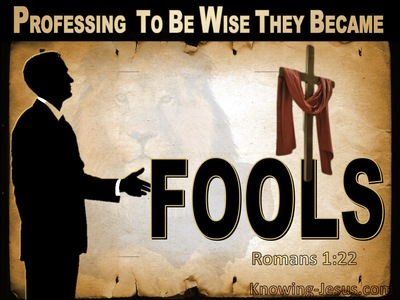 PROFESSING TO BE WISE THEY BECAME
FOOLS
Romans 1:22
Knowing-Jesus.com